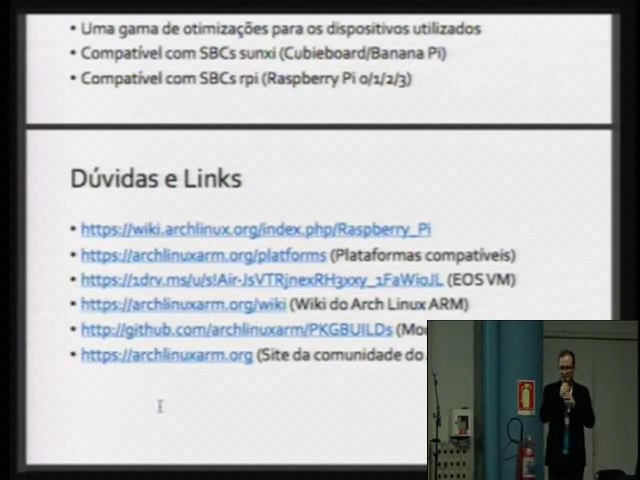 • Uma gama de otimizações para os dispositivos utilizados
• Compatível com SBCs sunxi (Cubieboard/Banana Pi)
• Compatível com SBCs rpi (Raspberry Pi 0/1/2/3)
Dúvidas e Links
• https://wiki.archlinux.org/index.php/Raspberry_Pi
• https://archlinuxarm.org/platforms (Plataformas compatíveis)
(EOS VM)
• https://archlinuxarm.org/wiki (Wiki do Arch Linux ARM)
• http://github.com/archlinuxarm/PKGBUILDs
• https://archlinuxarm.org (Site da comunidade do